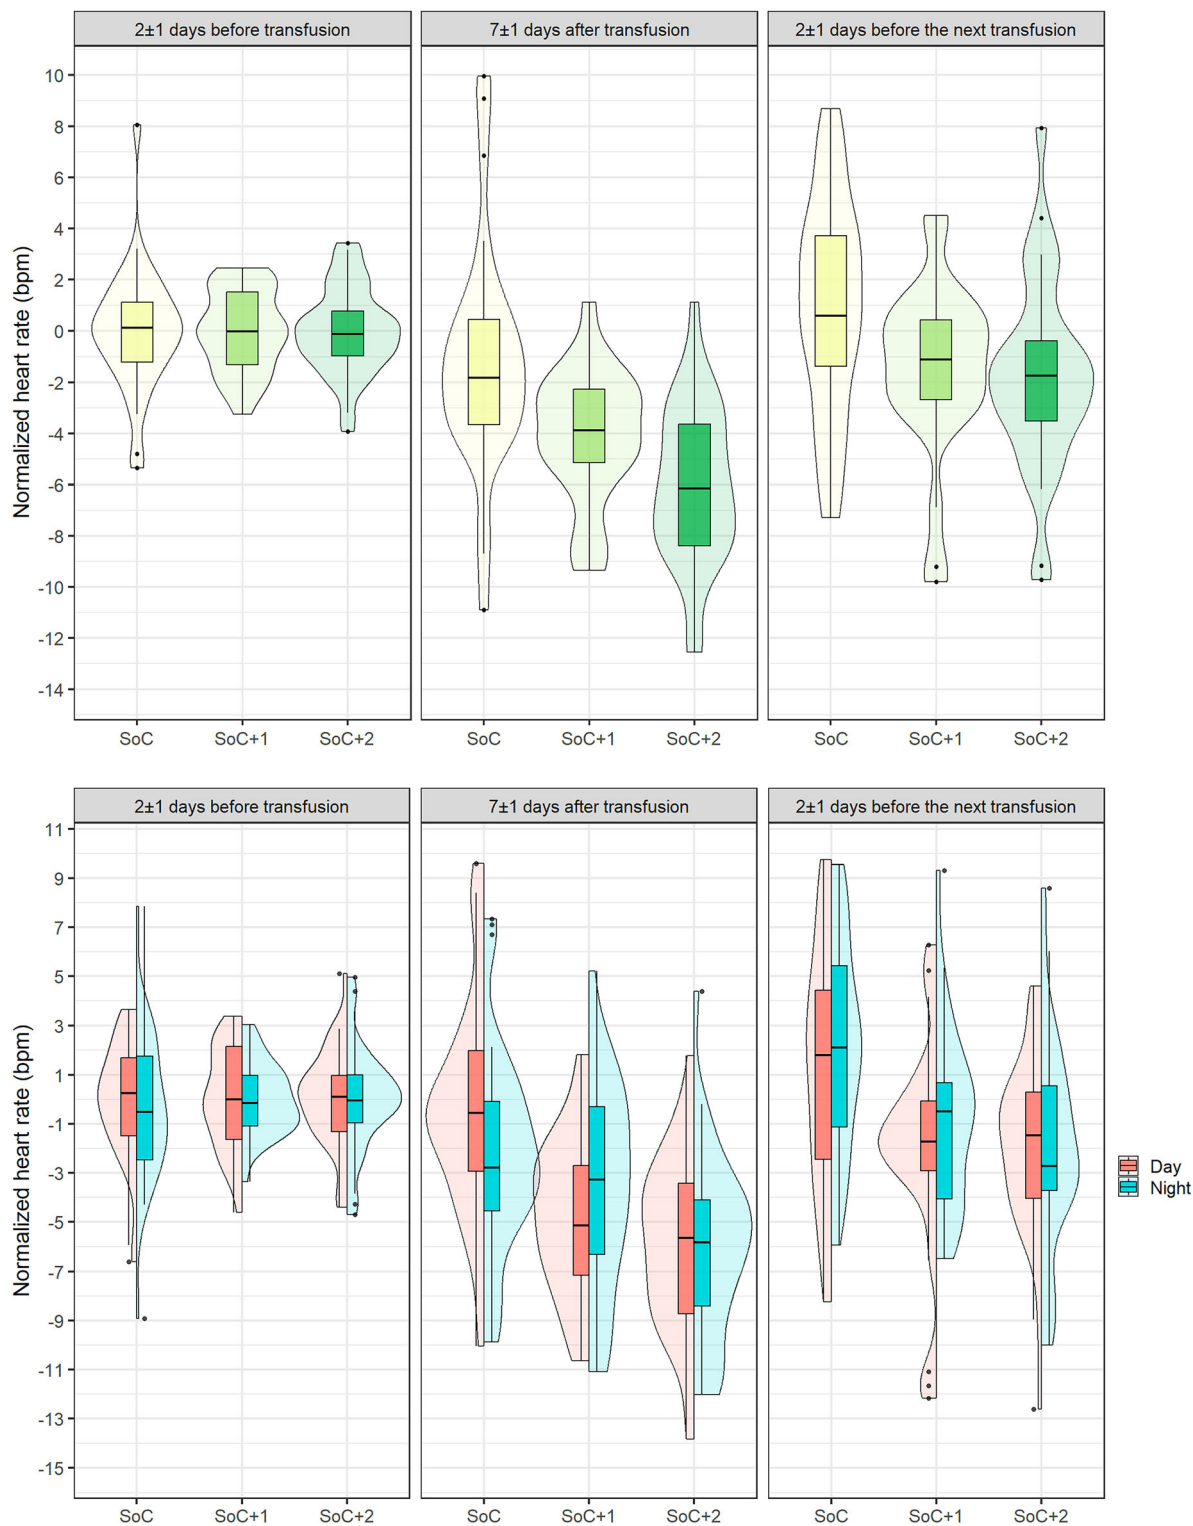 2±1 days before transfusion
7±1 days after transfusion
2±1 days before the next transfusion
Normalized heart rate (bpm)
10
8
6
4
2
0
-2
-4
-6
-8
-10
-12
-14
SoC
SoC+1
SoC+2
SoC
SoC+1
SoC+2
SoC
SoC+1
SoC+2
2±1 days before transfusion
7±1 days after transfusion
2±1 days before the next transfusion
Normalized heart rate (bpm)
11
9
7
5
3
1
-1
-3
-5
-7
-9
-11
-13
-15
SoC
SoC+1
SoC+2
SoC
SoC+1
SoC+2
SoC
SoC+1
SoC+2
Day
Night